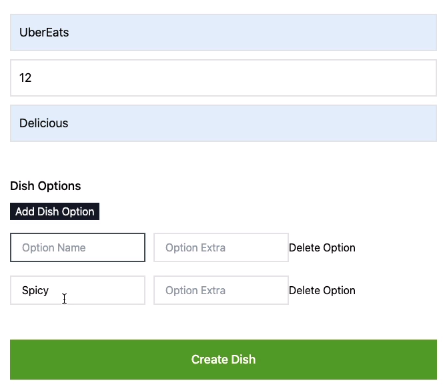 UberEats
12
Delicious
Dish Options
Add Dish Option
Option Name Option Extra Delete Option
Spicy Option Extra Delete Option
Create Dish